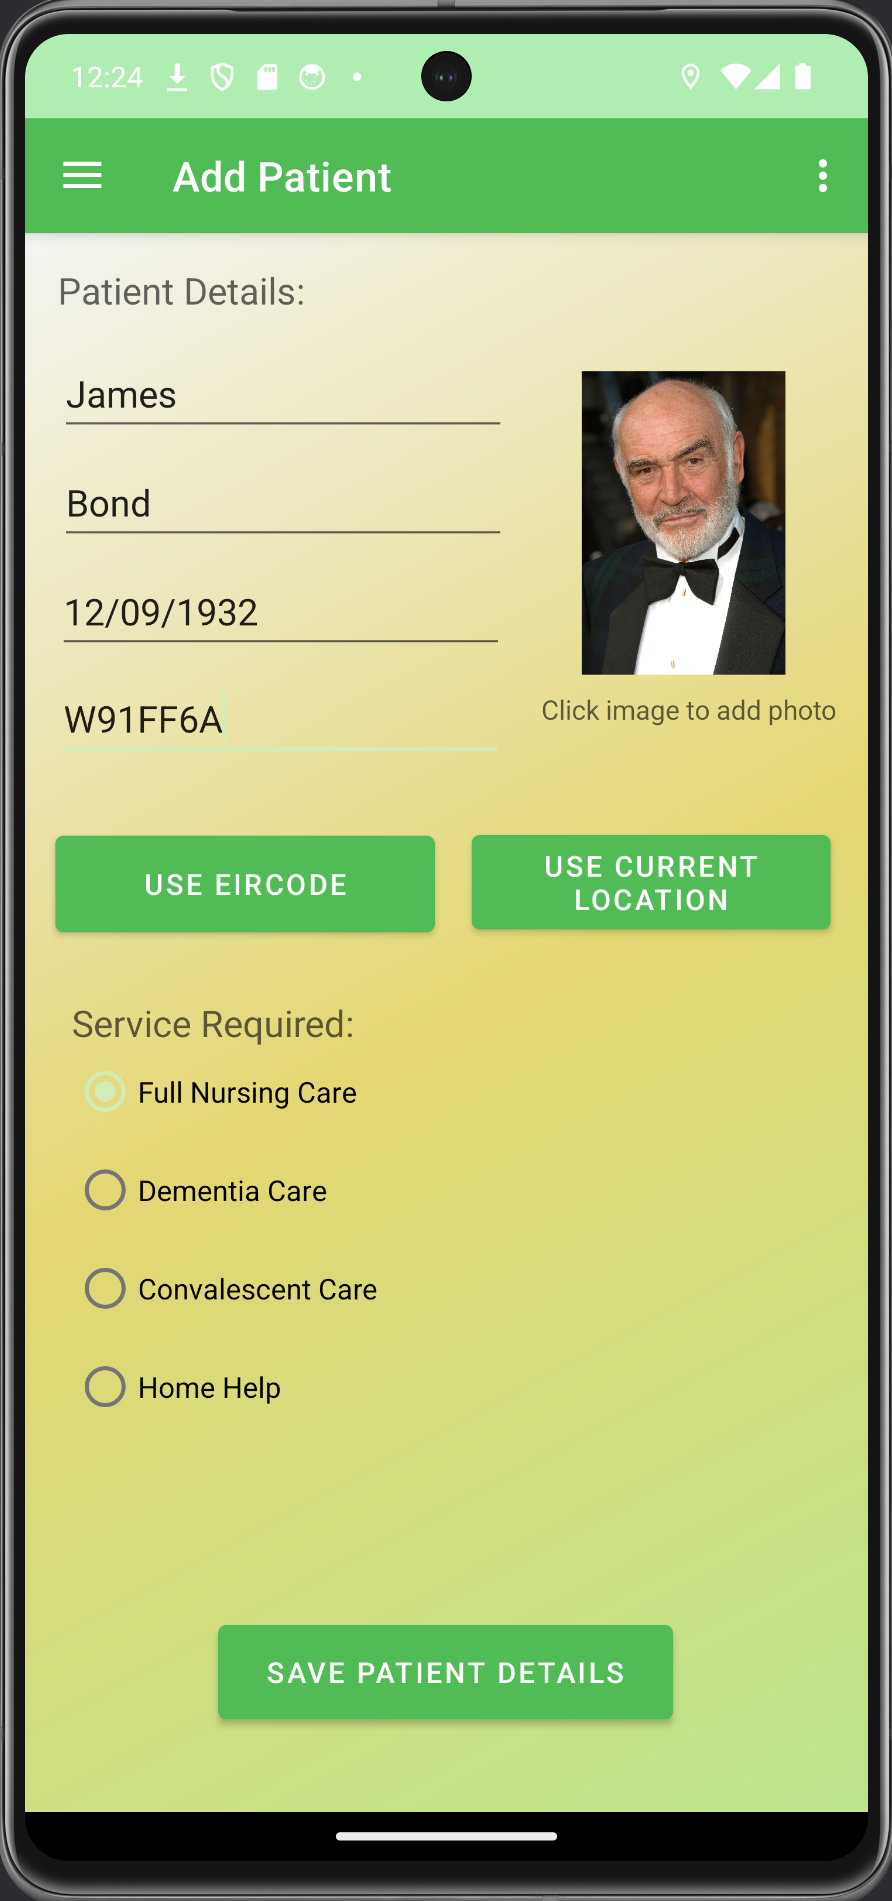 12:24
Add Patient
Patient Details:
James
Bond
12/09/1932
W91FF6A
Click image to add photo
USE EIRCODE
USE CURRENT
LOCATION
Service Required:
Full Nursing Care
Dementia Care
Convalescent Care
Home Help
SAVE PATIENT DETAILS